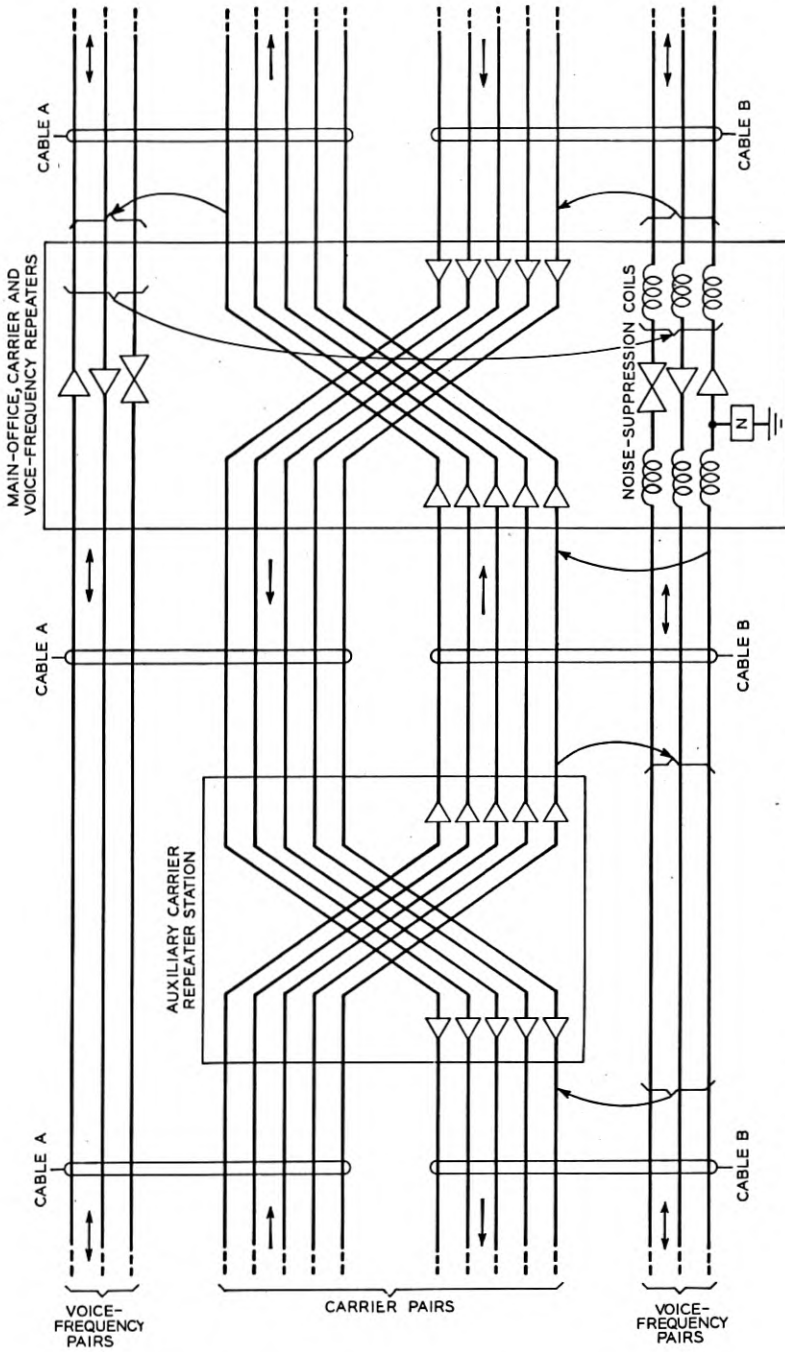 MAIN-OFFICE, CARRIER AND
VOICE-FREQUENCY REPEATERS
CABLE A
CABLE A
CABLE A
AUXILIARY CARRIER
REPEATER STATION
NOISE-SUPPRESSION COILS
N
CABLE B
CABLE B
CABLE B
VOICE-
FREQUENCY
PAIRS
CARRIER PAIRS
VOICE-
FREQUENCY
PAIRS